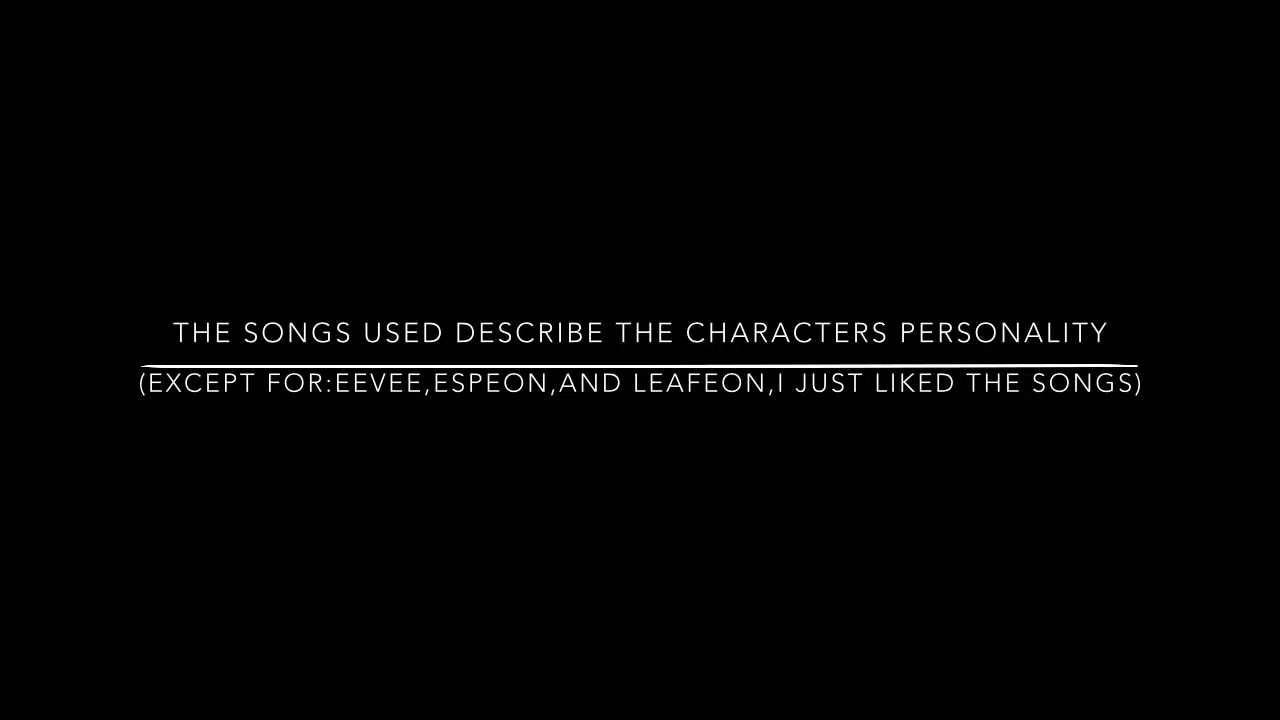 THE SONGS USED DESCRIBE THE CHARACTERS PERSONALITY
(EXCEPT FOR:EEVEE,ESPEON,AND LEAFEON,I JUST LIKED THE SONGS)